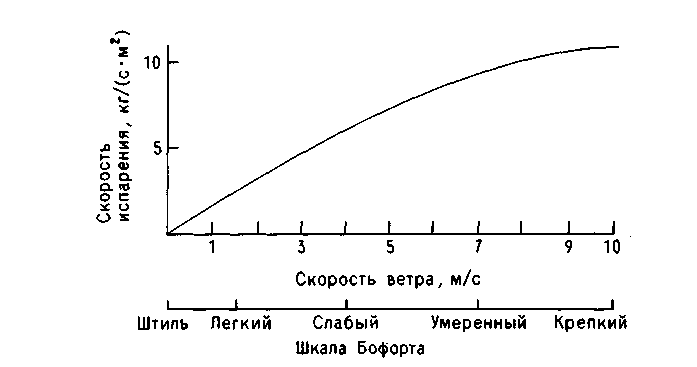 Скорость
испарения, кг/(с·м²)
10
5
1 3 5 7 9 10
Скорость ветра, м/с
Штиль Легкий Слабый Умеренный Крепкий
Шкала Бофорта